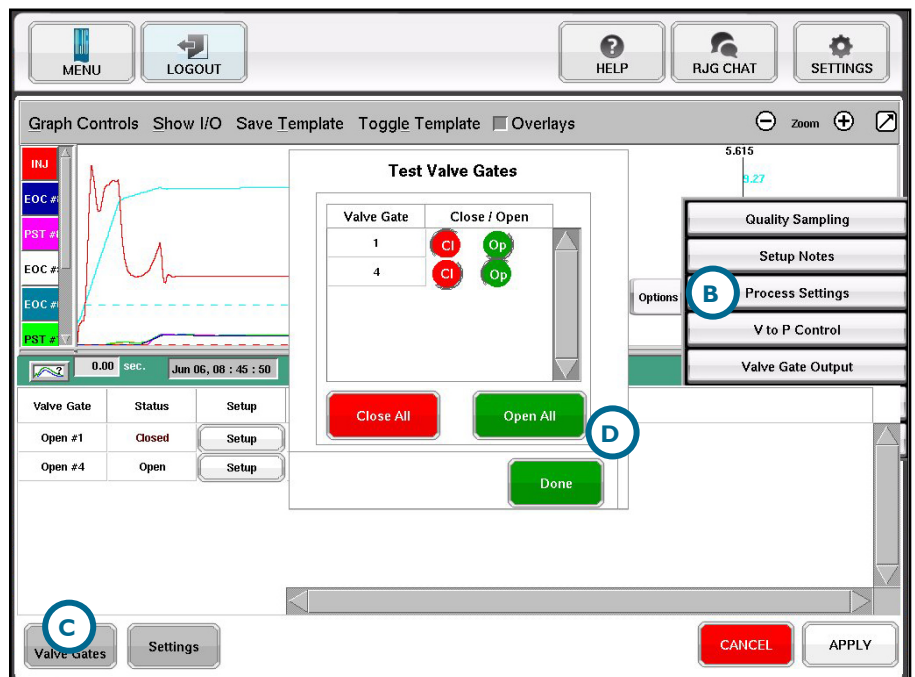 MENU
LOGOUT
HELP
RJG CHAT
SETTINGS
Graph Controls Show I/O Save Template Toggle Template Overlays
Zoom
INJ
EOC #
PST #
EOC #
EOC #
PST #
5.615
9.27
Test Valve Gates
Valve Gate Close / Open
1 Cl Op
4 Cl Op
Close All Open All
D
Done
Options
B
Quality Sampling
Setup Notes
Process Settings
V to P Control
Valve Gate Output
0.00 sec. Jun 06, 08 : 45 : 50
Valve Gate Status Setup
Open #1 Closed Setup
Open #4 Open Setup
C
Valve Gates
Settings
CANCEL
APPLY